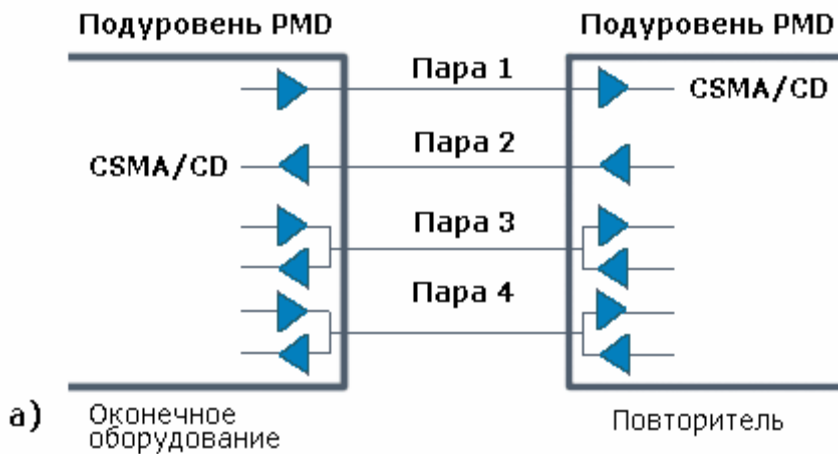 Подуровень PMD
Подуровень PMD
Пара 1
CSMA/CD
Пара 2
CSMA/CD
Пара 3
Пара 4
а)
Оконечное
оборудование
Повторитель